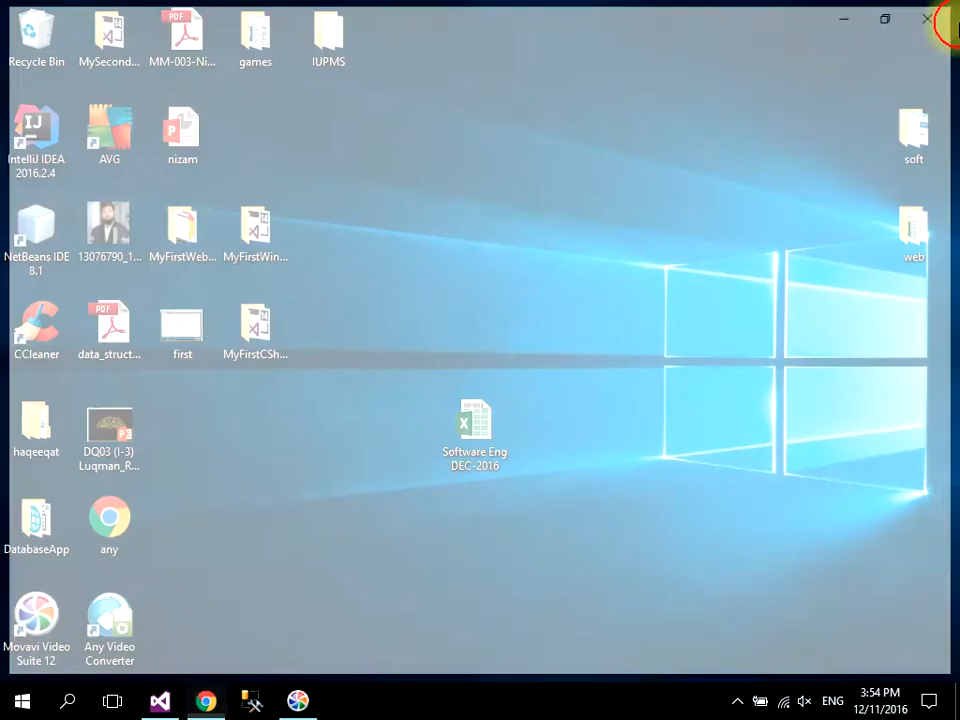 Recycle Bin
MySecond...
MM-003-Ni...
games
IUPMS
IntelliJ IDEA
2016.2.4
AVG
nizam
soft
NetBeans IDE
8.1
13076790_1...
MyFirstWeb...
MyFirstWin...
web
CCleaner
data_struct...
first
MyFirstCSh...
haqeeqat
DQ03 (I-3)
Luqman_R...
Software Eng
DEC-2016
DatabaseApp
any
Movavi Video
Suite 12
Any Video
Converter
ENG
3:54 PM
12/11/2016